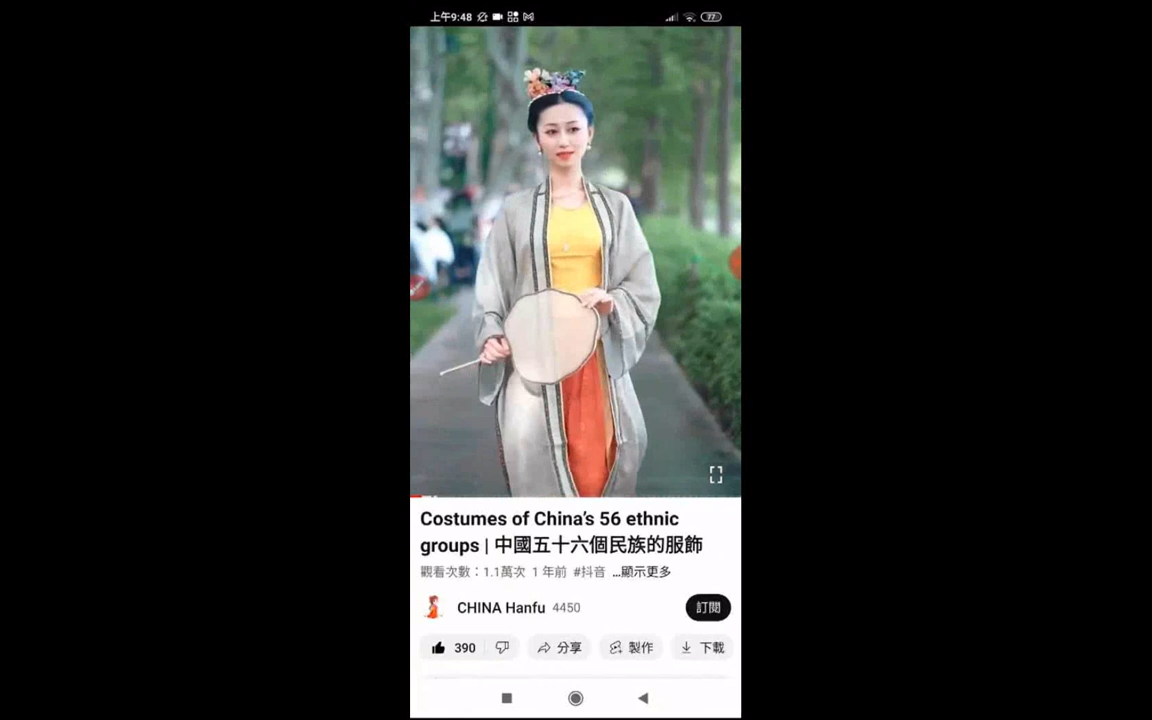 上午9:48
77
Costumes of China’s 56 ethnic
groups | 中國五十六個民族的服飾
觀看次數：1.1萬次 1 年前 #抖音 ...顯示更多
CHINA Hanfu 4450 訂閱
390 分享 製作 下載